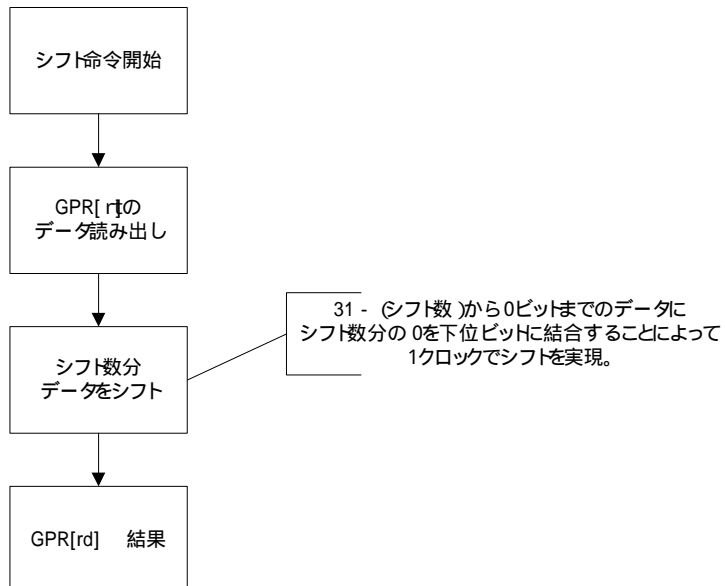 シフト命令開始
GPR[rt]の
データ読み出し
31 - (シフト数)から0ビットまでのデータに
シフト数分の0を下位ビットに結合することによって
1クロックでシフトを実現。
シフト数分
データをシフト
GPR[rd] 結果